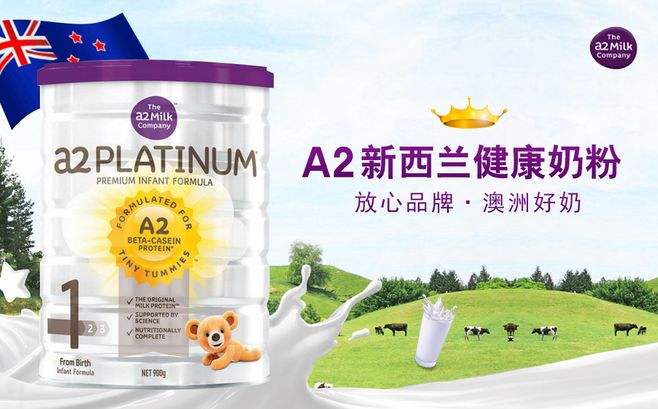 The
a2 Milk
Company
The
a2 Milk
Company
™
a2 PLATINUM®
PREMIUM INFANT FORMULA
FORMULATED FOR
A2
BETA-CASEIN
PROTEIN*
TINY TUMMIES
THE ORIGINAL
MILK PROTEIN™
SUPPORTED BY
SCIENCE
NUTRITIONALLY
COMPLETE
1 2 3
From Birth
Infant Formula
NET 900g
A2新西兰健康奶粉
放心品牌·澳洲好奶